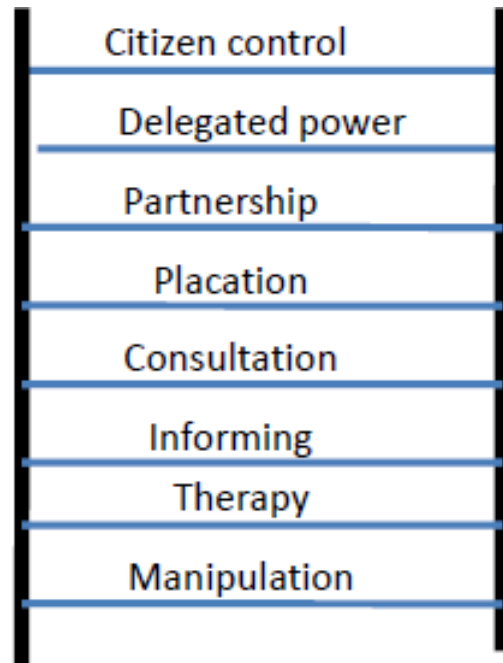 Citizen control
Delegated power
Partnership
Placation
Consultation
Informing
Therapy
Manipulation